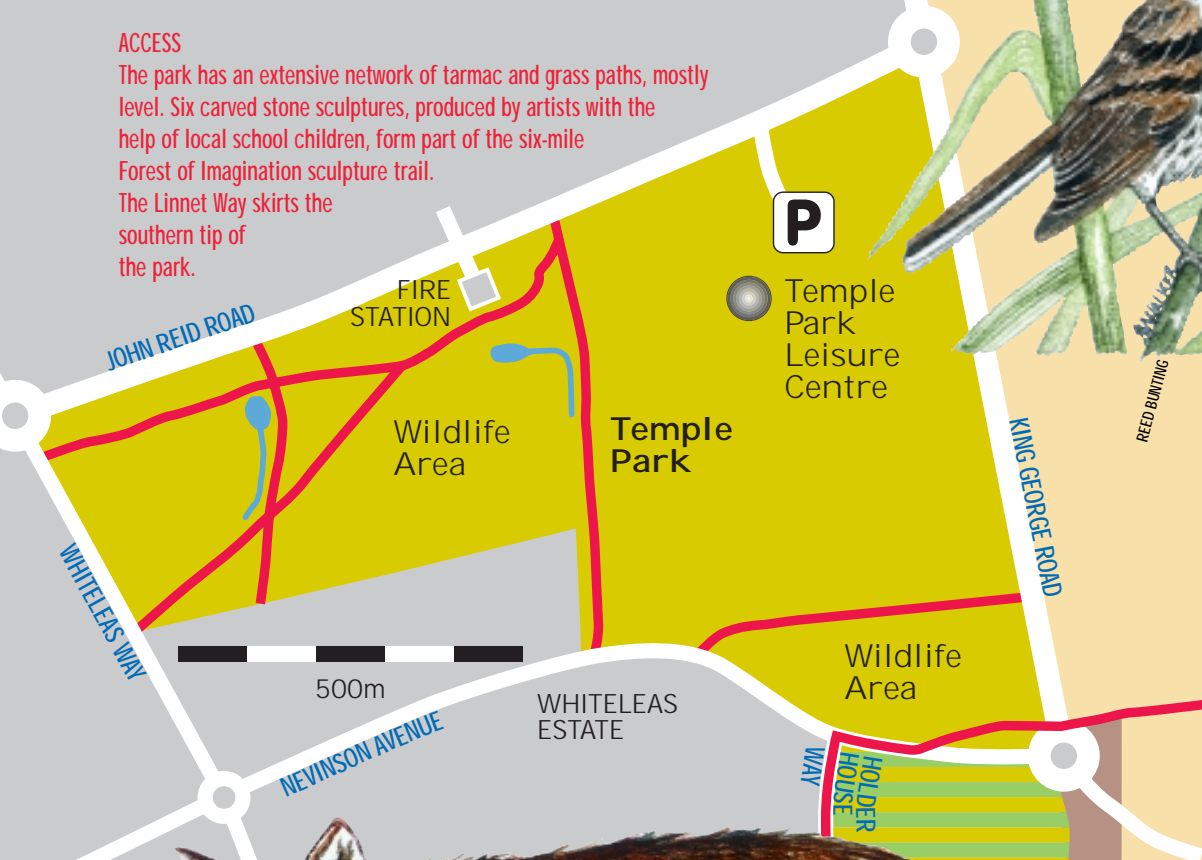 ACCESS
The park has an extensive network of tarmac and grass paths, mostly
level. Six carved stone sculptures, produced by artists with the
help of local school children, form part of the six-mile
Forest of Imagination sculpture trail.
The Linnet Way skirts the
southern tip of
the park.
JOHN REID ROAD
FIRE
STATION
P
Temple
Park
Leisure
Centre
Wildlife
Area
Temple
Park
KING GEORGE ROAD
REED BUNTING
WALKER
WHITELEAS WAY
500m
WHITELEAS
ESTATE
NEVINSON AVENUE
Wildlife
Area
HOLDER
HOUSE
WAY